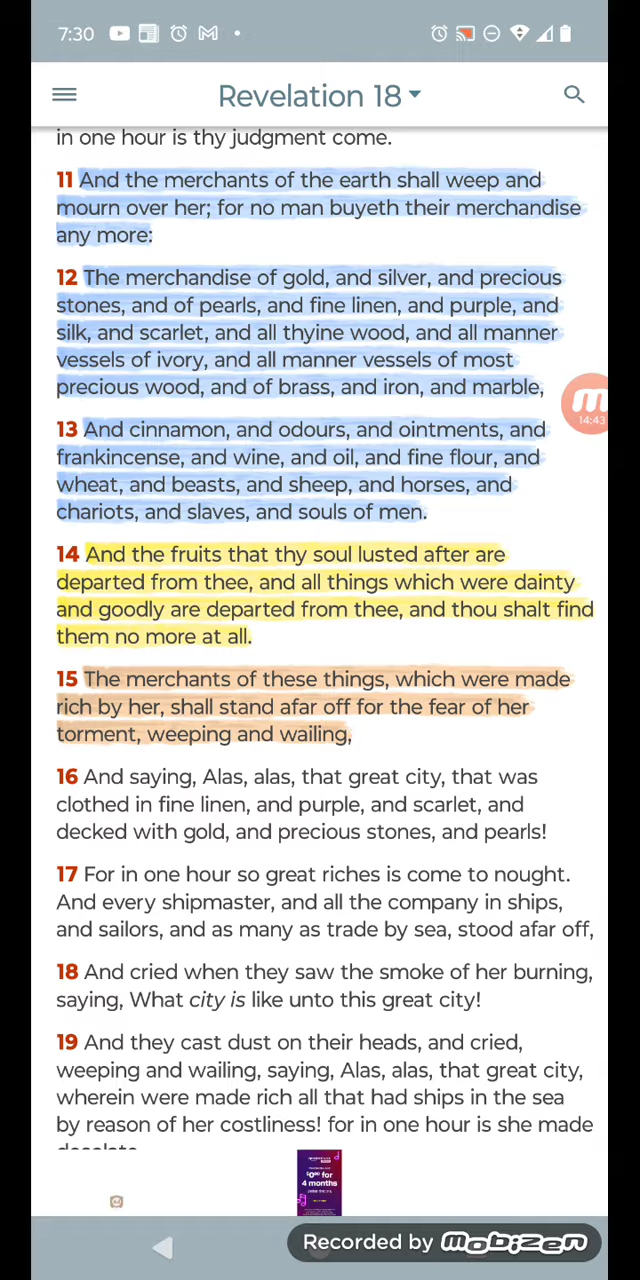 7:30
Revelation 18
in one hour is thy judgment come.
11 And the merchants of the earth shall weep and
mourn over her; for no man buyeth their merchandise
any more:
12 The merchandise of gold, and silver, and precious
stones, and of pearls, and fine linen, and purple, and
silk, and scarlet, and all thyine wood, and all manner
vessels of ivory, and all manner vessels of most
precious wood, and of brass, and iron, and marble,
14:43
13 And cinnamon, and odours, and ointments, and
frankincense, and wine, and oil, and fine flour, and
wheat, and beasts, and sheep, and horses, and
chariots, and slaves, and souls of men.
14 And the fruits that thy soul lusted after are
departed from thee, and all things which were dainty
and goodly are departed from thee, and thou shalt find
them no more at all.
15 The merchants of these things, which were made
rich by her, shall stand afar off for the fear of her
torment, weeping and wailing,
16 And saying, Alas, alas, that great city, that was
clothed in fine linen, and purple, and scarlet, and
decked with gold, and precious stones, and pearls!
17 For in one hour so great riches is come to nought.
And every shipmaster, and all the company in ships,
and sailors, and as many as trade by sea, stood afar off,
18 And cried when they saw the smoke of her burning,
saying, What city is like unto this great city!
19 And they cast dust on their heads, and cried,
weeping and wailing, saying, Alas, alas, that great city,
wherein were made rich all that had ships in the sea
by reason of her costliness! for in one hour is she made
desolate
for
4 months
Recorded by mobizen